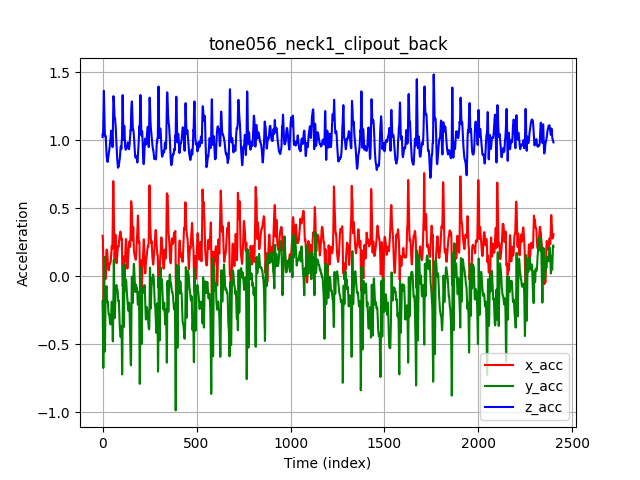 tone056_neck1_clipout_back
1.5
1.0
0.5
0.0
−0.5
−1.0
Acceleration
x_acc
y_acc
z_acc
0
500
1000
1500
2000
2500
Time (index)